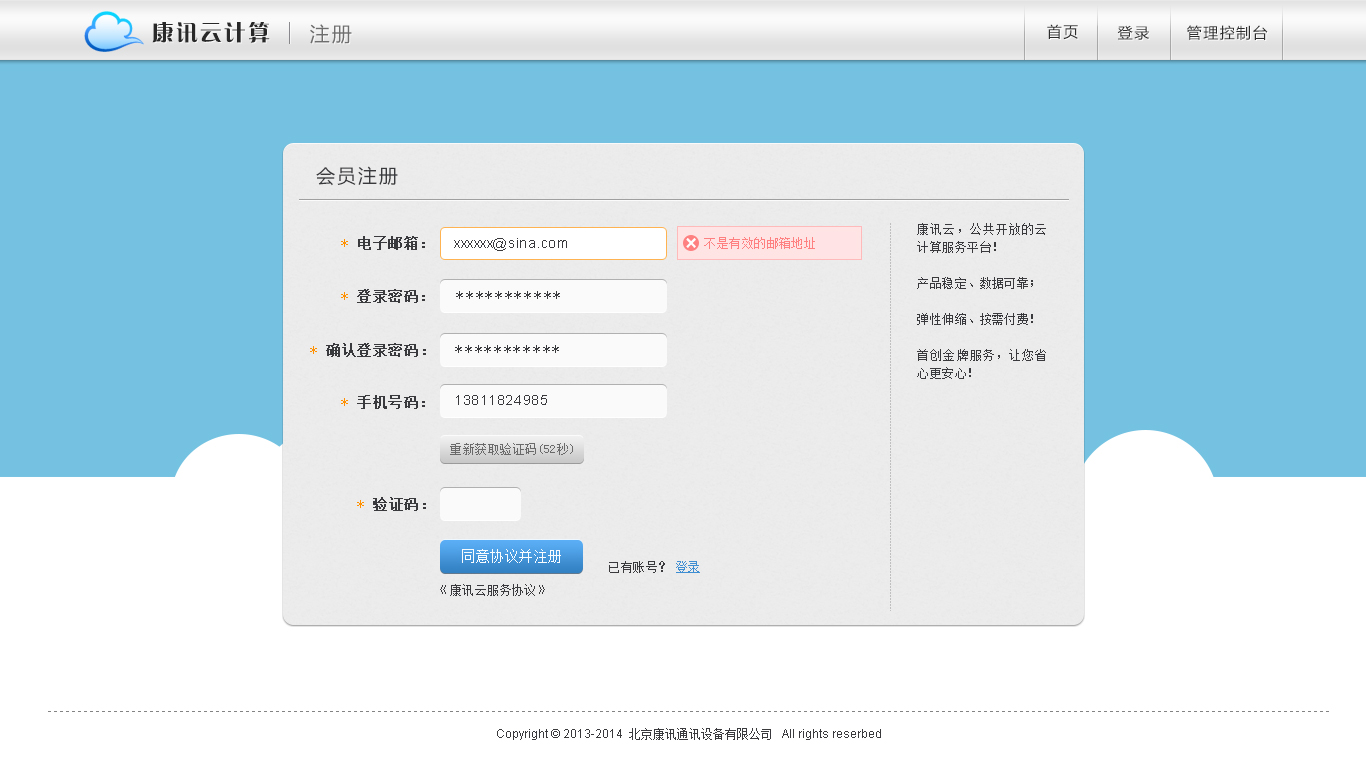 康讯云计算 注册 首页 登录 管理控制台
会员注册
* 电子邮箱： xxxxxx@sina.com 不是有效的邮箱地址
* 登录密码： ***********
* 确认登录密码： ***********
* 手机号码： 13811824985
重新获取验证码(52秒)
* 验证码：
同意协议并注册 已有账号? 登录
《康讯云服务协议》
康讯云，公共开放的云
计算服务平台!
产品稳定、数据可靠;
弹性伸缩、按需付费!
首创金牌服务，让您省
心更安心!
Copyright © 2013-2014 北京康讯通讯设备有限公司 All rights reserbed